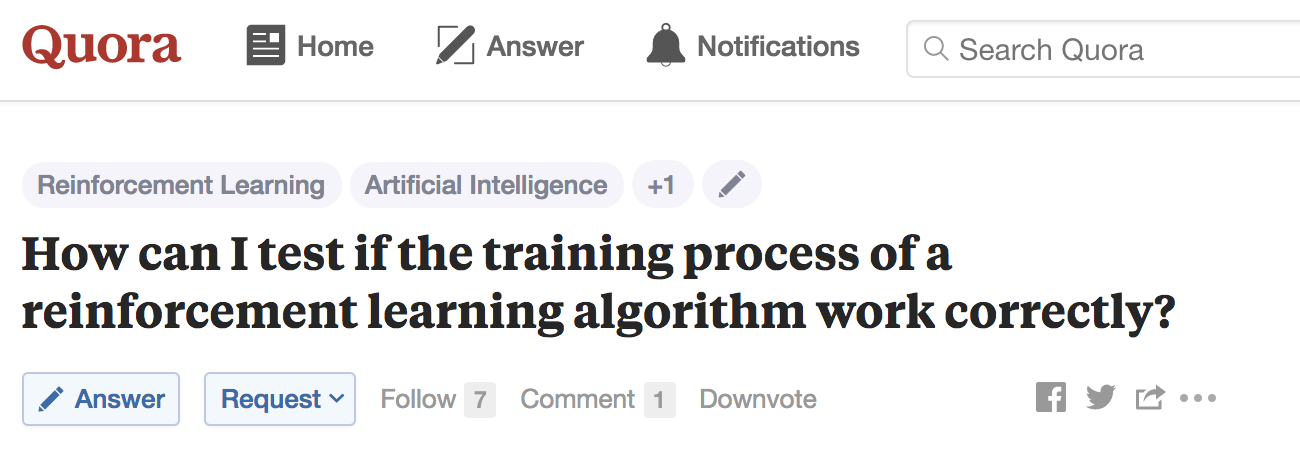 Quora Home Answer Notifications Search Quora
Reinforcement Learning Artificial Intelligence +1
How can I test if the training process of a
reinforcement learning algorithm work correctly?
Answer Request Follow 7 Comment 1 Downvote